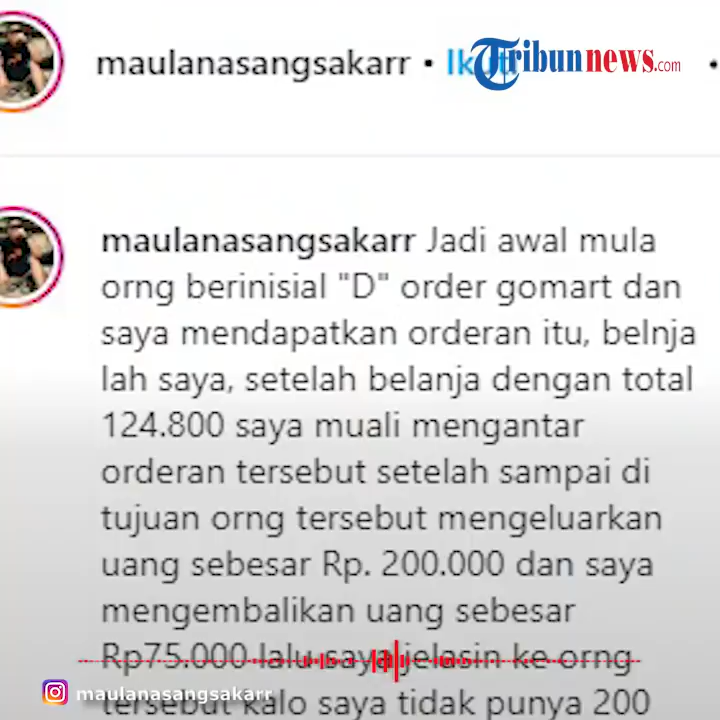 maulanasangsakarr • Ikuti
Tribunnews.com
maulanasangsakarr Jadi awal mula
orng berinisial "D" order gomart dan
saya mendapatkan orderan itu, belnja
lah saya, setelah belanja dengan total
124.800 saya muali mengantar
orderan tersebut setelah sampai di
tujuan orng tersebut mengeluarkan
uang sebesar Rp. 200.000 dan saya
mengembalikan uang sebesar
Rp75.000 lalu saya jelasin ke orng
tersebut kalo saya tidak punya 200
maulanasangsakarr